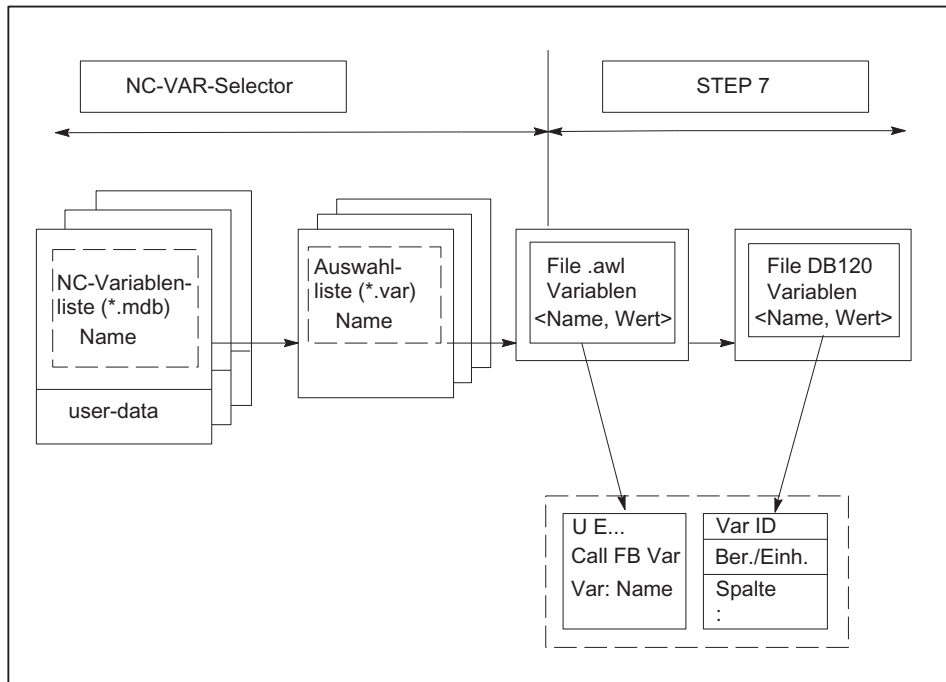 NC-VAR-Selector
STEP 7
NC-Variablen-
liste (*.mdb)
Name
user-data
Auswahl-
liste (*.var)
Name
File .awl
Variablen
<Name, Wert>
File DB120
Variablen
<Name, Wert>
U E...
Call FB Var
Var: Name
Var ID
Ber./Einh.
Spalte
: